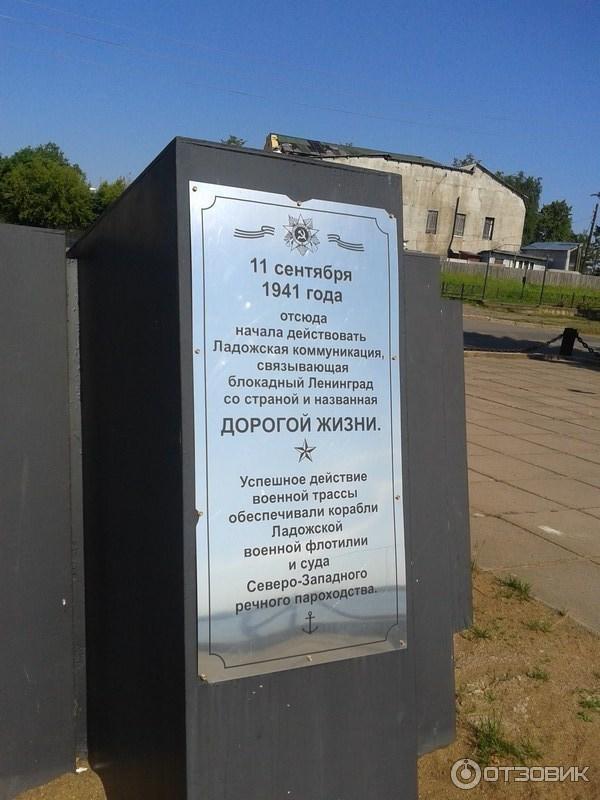 11 сентября
1941 года
отсюда
начала действовать
Ладожская коммуникация,
связывающая
блокадный Ленинград
со страной и названная
ДОРОГОЙ ЖИЗНИ.
Успешное действие
военной трассы
обеспечивали корабли
Ладожской
военной флотилии
и суда
Северо-Западного
речного пароходства.
ОТЗОВИК